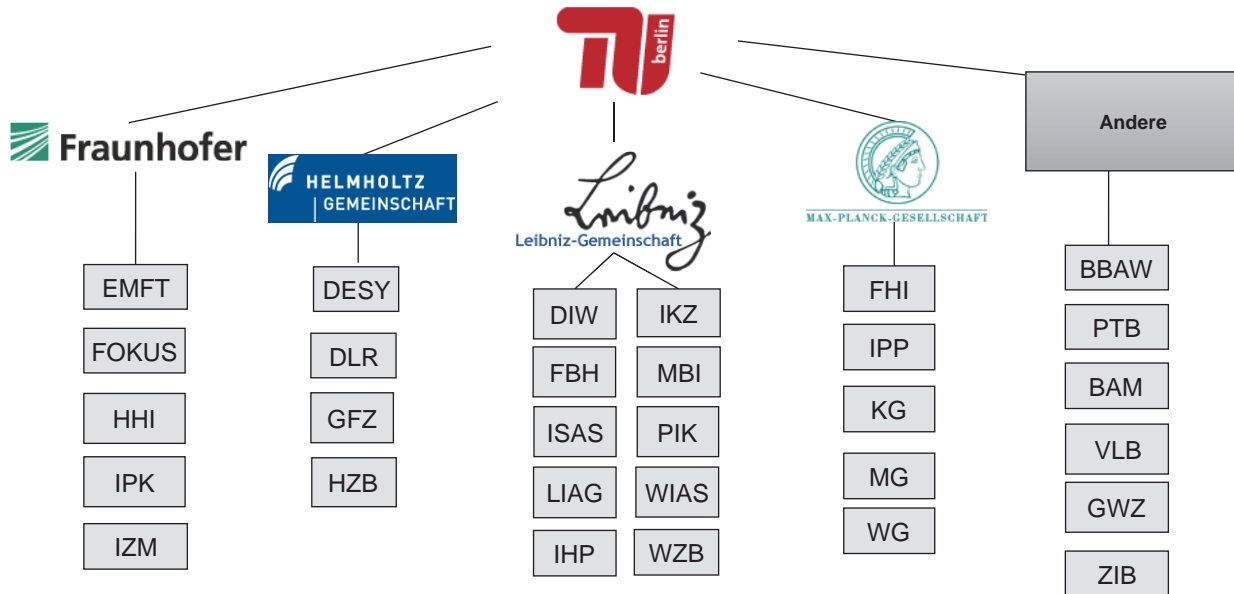 TU berlin
Fraunhofer
HELMHOLTZ
GEMEINSCHAFT
Leibniz
Leibniz-Gemeinschaft
MAX-PLANCK-GESELLSCHAFT
Andere
EMFT
FOKUS
HHI
IPK
IZM
DESY
DLR
GFZ
HZB
DIW
FBH
ISAS
LIAG
IHP
IKZ
MBI
PIK
WIAS
WZB
FHI
IPP
KG
MG
WG
BBAW
PTB
BAM
VLB
GWZ
ZIB